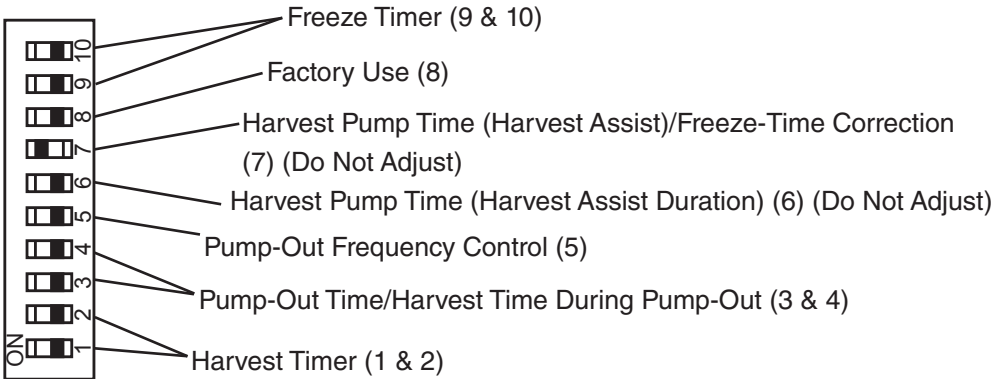 Freeze Timer (9 & 10)
Factory Use (8)
Harvest Pump Time (Harvest Assist)/Freeze-Time Correction
(7) (Do Not Adjust)
Harvest Pump Time (Harvest Assist Duration) (6) (Do Not Adjust)
Pump-Out Frequency Control (5)
Pump-Out Time/Harvest Time During Pump-Out (3 & 4)
Harvest Timer (1 & 2)
10
9
8
7
6
5
4
3
2
1
ON